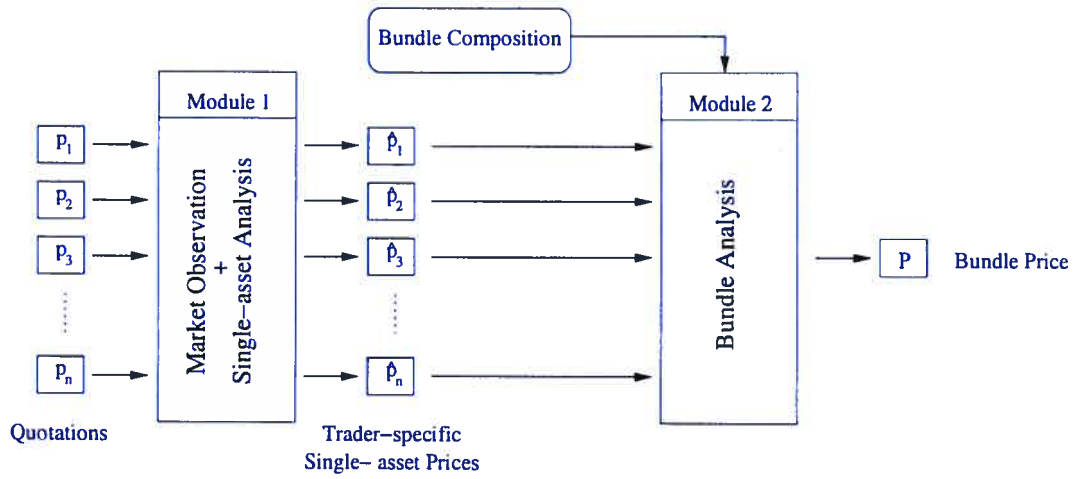 Bundle Composition
Module 1
Module 2
p₁
p̂₁
p₂
p̂₂
p₃
p̂₃
pₙ
p̂ₙ
Market Observation
+
Single–asset Analysis
Bundle Analysis
P
Bundle Price
Quotations
Trader–specific
Single– asset Prices